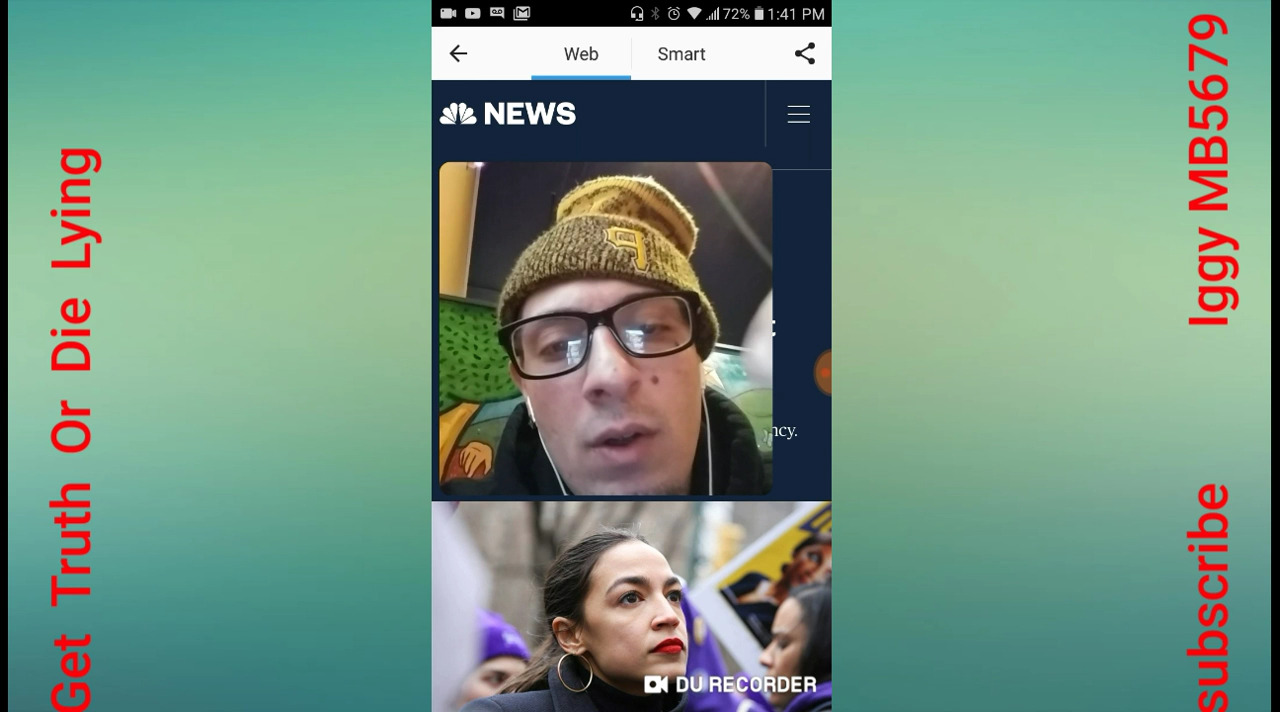 72% 1:41 PM
Web Smart
NEWS
P
ncy.
DU RECORDER
Get Truth Or Die Lying
Iggy MB5679
subscribe